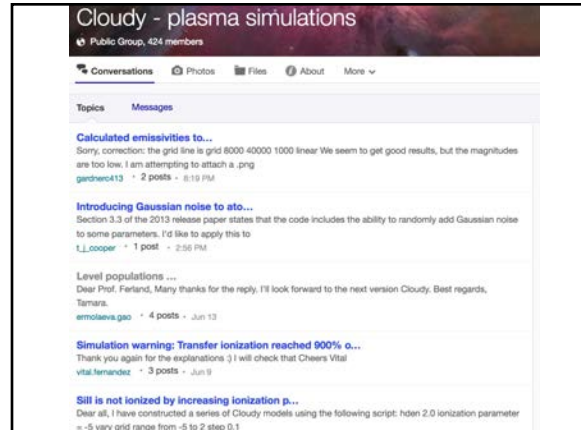 Cloudy - plasma simulations
Public Group, 424 members
Conversations Photos Files About More
Topics Messages
Calculated emissivities to...
Sorry, correction: the grid line is grid 8000 40000 1000 linear We seem to get good results, but the magnitudes
are too low. I am attempting to attach a .png
gardnerc413 • 2 posts • 8:19 PM
Introducing Gaussian noise to ato...
Section 3.3 of the 2013 release paper states that the code includes the ability to randomly add Gaussian noise
to some parameters. I'd like to apply this to
t_j_cooper • 1 post • 2:56 PM
Level populations ...
Dear Prof. Ferland, Many thanks for the reply. I'll look forward to the next version Cloudy. Best regards,
Tamara.
ermolaeva.gao • 4 posts • Jun 13
Simulation warning: Transfer ionization reached 900% o...
Thank you again for the explanations :) I will check that Cheers Vital
vital.fernandez • 3 posts • Jun 9
SiII is not ionized by increasing ionization p...
Dear all, I have constructed a series of Cloudy models using the following script: hden 2.0 ionization parameter
= -5 vary grid range from -5 to 2 step 0.1